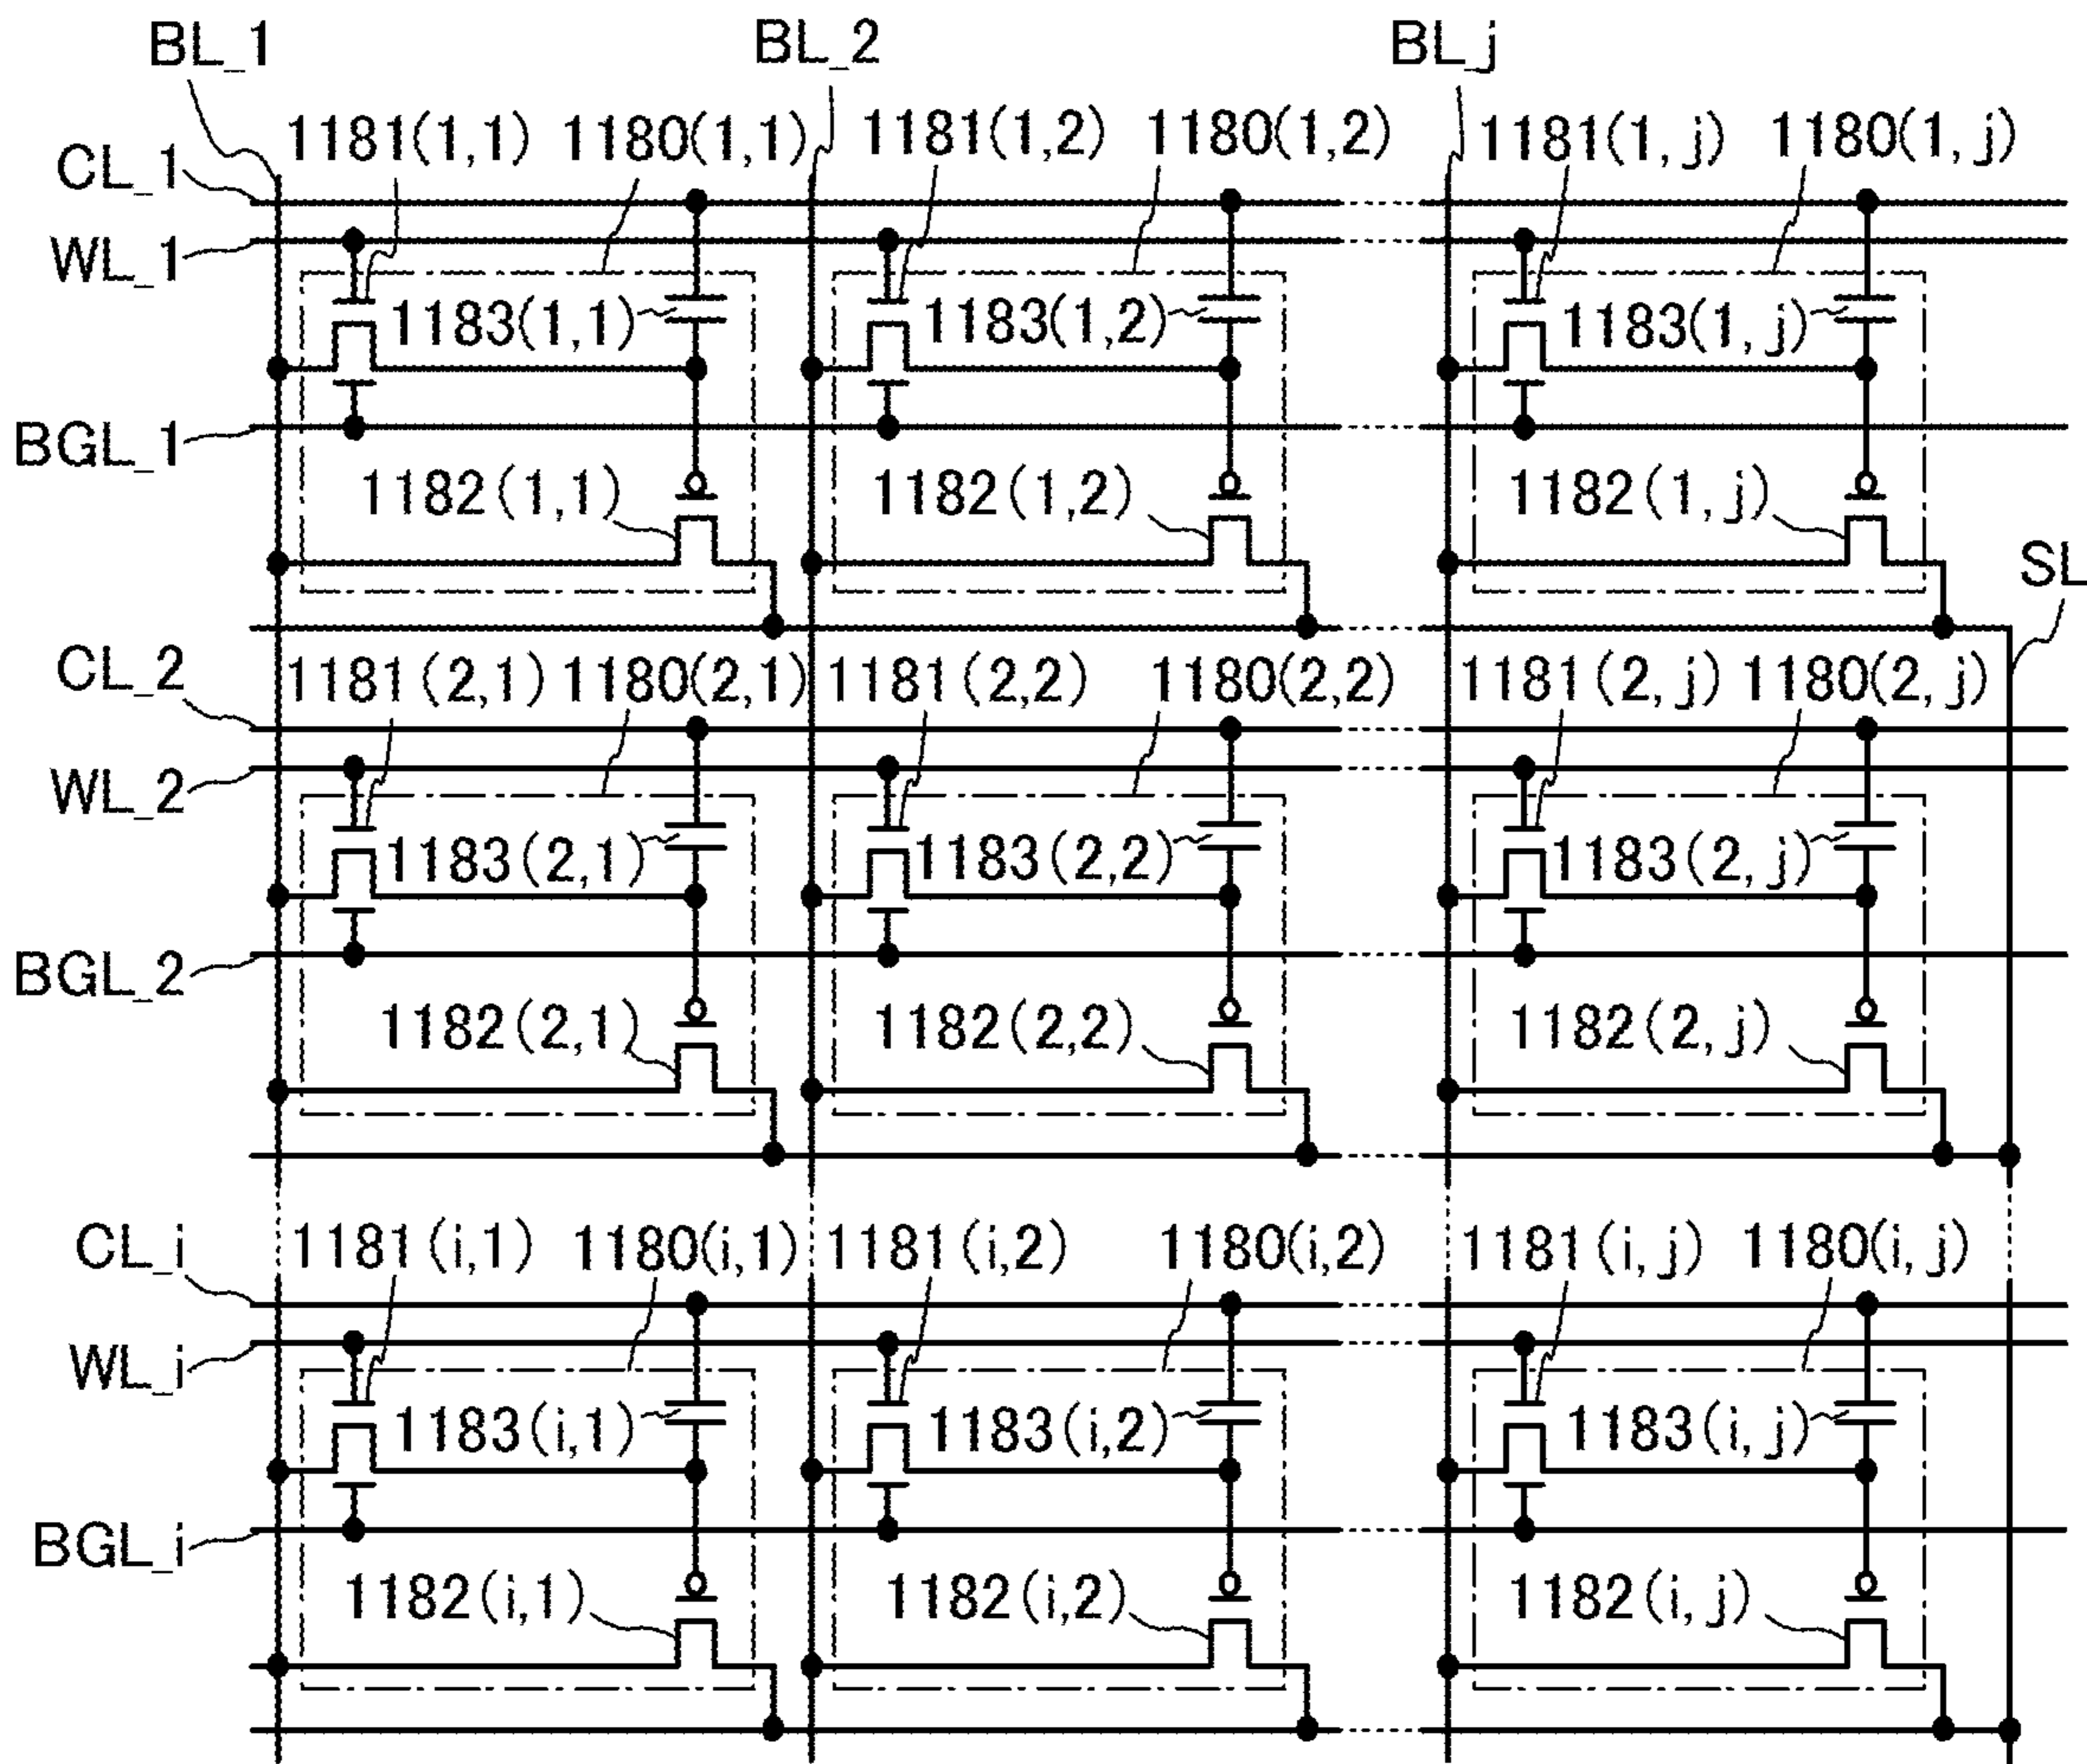 BL_1 BL_2 BL_j
1181(1,1) 1180(1,1) 1181(1,2) 1180(1,2) 1181(1,j) 1180(1,j)
CL_1
WL_1
1183(1,1) 1183(1,2) 1183(1,j)
BGL_1
1182(1,1) 1182(1,2) 1182(1,j)
SL
CL_2 1181(2,1) 1180(2,1) 1181(2,2) 1180(2,2) 1181(2,j) 1180(2,j)
WL_2
1183(2,1) 1183(2,2) 1183(2,j)
BGL_2
1182(2,1) 1182(2,2) 1182(2,j)
CL_i 1181(i,1) 1180(i,1) 1181(i,2) 1180(i,2) 1181(i,j) 1180(i,j)
WL_i
1183(i,1) 1183(i,2) 1183(i,j)
BGL_i
1182(i,1) 1182(i,2) 1182(i,j)